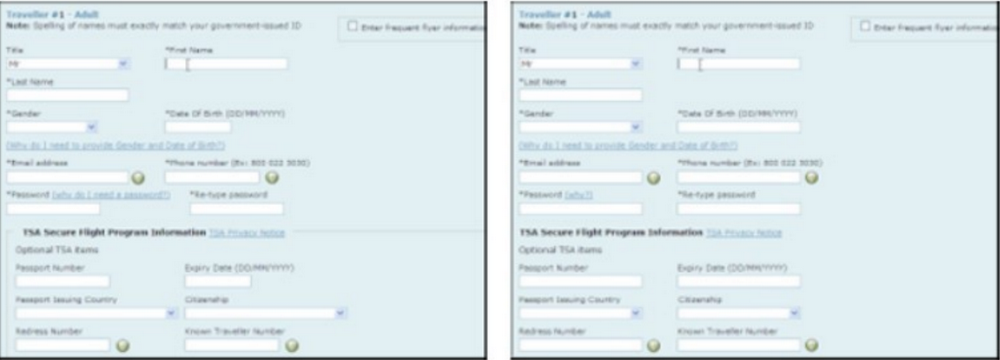 Traveller #1 - Adult
Note: Spelling of names must exactly match your government-issued ID
Enter frequent flyer informatio
Title
*First Name
Mr
*Last Name
*Gender
*Date Of Birth (DD/MM/YYYY)
(Why do I need to provide Gender and Date of Birth?)
*Email address
*Phone number (Ex: 800 022 3030)
*Password (why do I need a password?)
*Re-type password
TSA Secure Flight Program Information TSA Privacy Notice
Optional TSA items
Passport Number
Expiry Date (DD/MM/YYYY)
Passport Issuing Country
Citizenship
Redress Number
Known Traveller Number
Traveller #1 - Adult
Note: Spelling of names must exactly match your government-issued ID
Enter frequent flyer informatio
Title
*First Name
Mr
*Last Name
*Gender
*Date Of Birth (DD/MM/YYYY)
(Why do I need to provide Gender and Date of Birth?)
*Email address
*Phone number (Ex: 800 022 3030)
*Password (why?)
*Re-type password
TSA Secure Flight Program Information TSA Privacy Notice
Optional TSA items
Passport Number
Expiry Date (DD/MM/YYYY)
Passport Issuing Country
Citizenship
Redress Number
Known Traveller Number